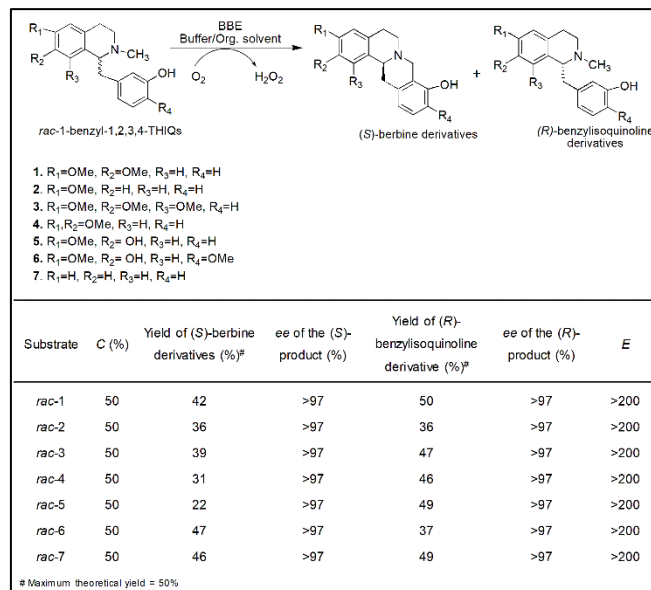 BBE
Buffer/Org. solvent
O2
H2O2
R1
R2
R3
N-CH3
OH
R4
rac-1-benzyl-1,2,3,4-THIQs
R1
R2
R3
N
OH
R4
(S)-berbine derivatives
+
R1
R2
R3
N
CH3
OH
R4
(R)-benzylisoquinoline
derivatives
1. R1=OMe, R2=OMe, R3=H, R4=H
2. R1=OMe, R2=H, R3=H, R4=H
3. R1=OMe, R2=OMe, R3=OMe, R4=H
4. R1,R2=OMe, R3=H, R4=H
5. R1=OMe, R2= OH, R3=H, R4=H
6. R1=OMe, R2= OH, R3=H, R4=OMe
7. R1=H, R2=H, R3=H, R4=H
Substrate C (%) Yield of (S)-berbine derivatives (%)# ee of the (S)-product (%) Yield of (R)-benzylisoquinoline derivative (%)# ee of the (R)-product (%) E
rac-1 50 42 >97 50 >97 >200
rac-2 50 36 >97 36 >97 >200
rac-3 50 39 >97 47 >97 >200
rac-4 50 31 >97 46 >97 >200
rac-5 50 22 >97 49 >97 >200
rac-6 50 47 >97 37 >97 >200
rac-7 50 46 >97 49 >97 >200
# Maximum theoretical yield = 50%